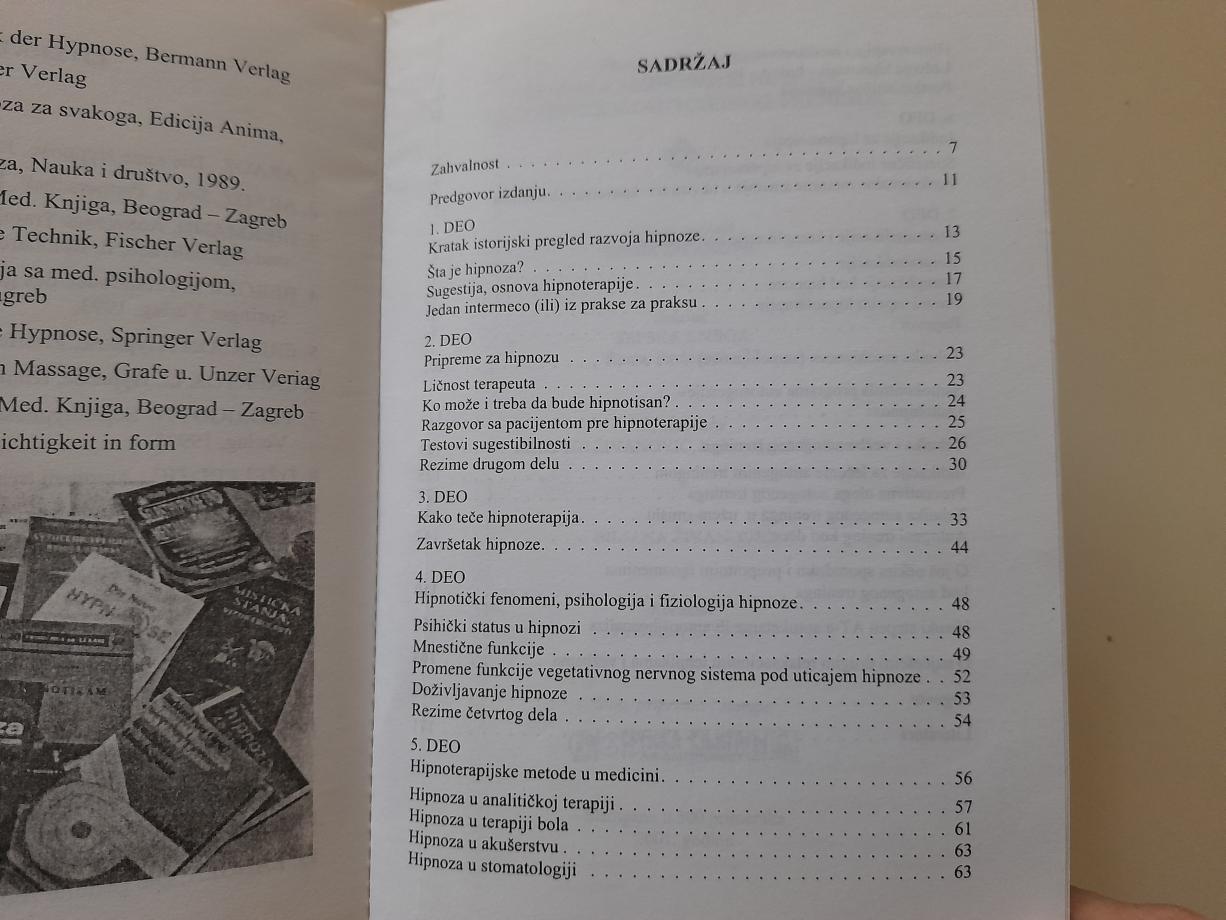 der Hypnose, Bermann Verlag
er Verlag
za za svakoga, Edicija Anima,
za, Nauka i društvo, 1989.
Med. Knjiga, Beograd – Zagreb
e Technik, Fischer Verlag
ja sa med. psihologijom,
greb
e Hypnose, Springer Verlag
n Massage, Grafe u. Unzer Veriag
Med. Knjiga, Beograd – Zagreb
ichtigkeit in form
HYPNOSE
MISTIČKA
STANJA
za
SADRŽAJ
Zahvalnost . . . . . . . . . . . . . . . . . . . . 7
Predgovor izdanju. . . . . . . . . . . . . . . . . . . . 11
1. DEO
Kratak istorijski pregled razvoja hipnoze. . . . . . . . . . . . . 13
Šta je hipnoza? . . . . . . . . . . . . . . . . . . . . 15
Sugestija, osnova hipnoterapije. . . . . . . . . . . . . . . . 17
Jedan intermeco (ili) iz prakse za praksu . . . . . . . . . . . . . 19
2. DEO
Pripreme za hipnozu . . . . . . . . . . . . . . . . . . . 23
Ličnost terapeuta . . . . . . . . . . . . . . . . . . . . 23
Ko može i treba da bude hipnotisan? . . . . . . . . . . . . . . 24
Razgovor sa pacijentom pre hipnoterapije . . . . . . . . . . . . 25
Testovi sugestibilnosti . . . . . . . . . . . . . . . . . . 26
Rezime drugom delu . . . . . . . . . . . . . . . . . . . 30
3. DEO
Kako teče hipnoterapija. . . . . . . . . . . . . . . . . . . 33
Završetak hipnoze. . . . . . . . . . . . . . . . . . . . . 44
4. DEO
Hipnotički fenomeni, psihologija i fiziologija hipnoze. . . . . . . . . 48
Psihički status u hipnozi . . . . . . . . . . . . . . . . . . 48
Mnestične funkcije . . . . . . . . . . . . . . . . . . . . 49
Promene funkcije vegetativnog nervnog sistema pod uticajem hipnoze . . 52
Doživljavanje hipnoze . . . . . . . . . . . . . . . . . . . 53
Rezime četvrtog dela . . . . . . . . . . . . . . . . . . . 54
5. DEO
Hipnoterapijske metode u medicini. . . . . . . . . . . . . . . 56
Hipnoza u analitičkoj terapiji . . . . . . . . . . . . . . . . . 57
Hipnoza u terapiji bola . . . . . . . . . . . . . . . . . . . 61
Hipnoza u akušerstvu . . . . . . . . . . . . . . . . . . . 63
Hipnoza u stomatologiji . . . . . . . . . . . . . . . . . . 63